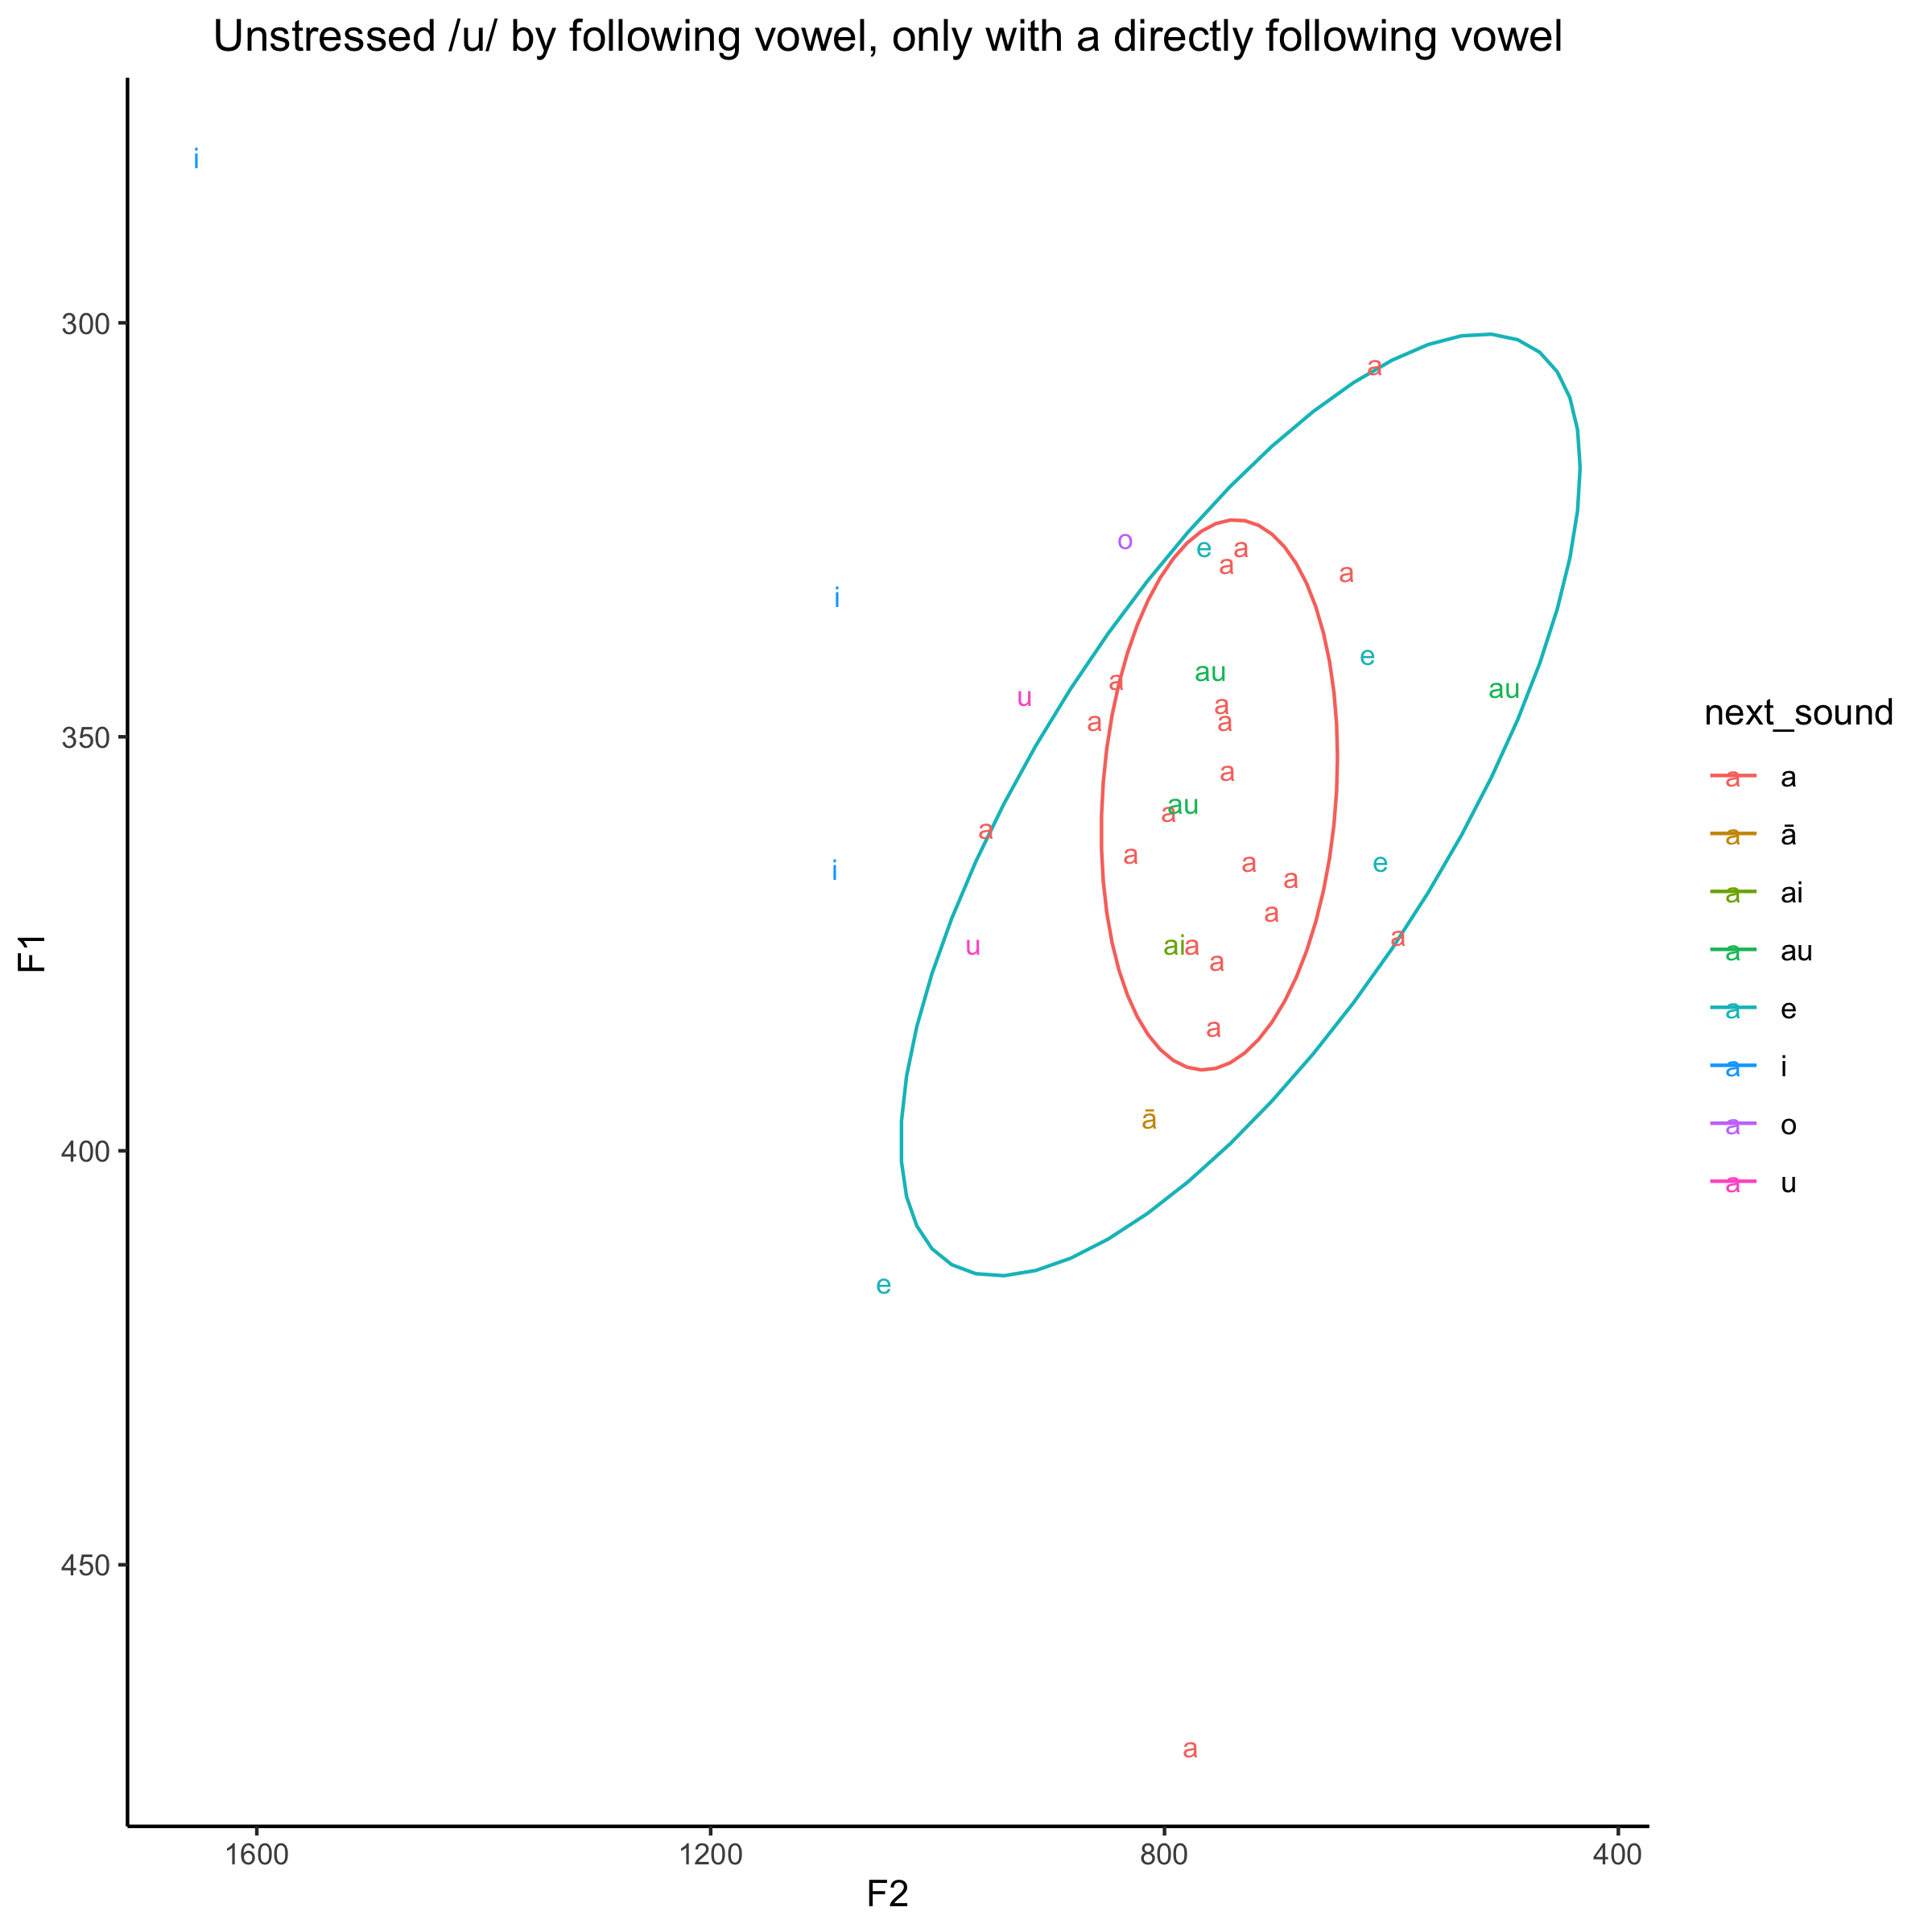 Unstressed /u/ by following vowel, only with a directly following vowel
i
300
a
o
e a
a
a
i
e
au
au
a
u
a
a
350
a
a
a
au
a
a
i
a
e
a
a
a
u
ai a
a
a
ā
400
e
450
a
1600
1200
800
400
F1
F2
next_sound
a a
a ā
a ai
a au
a e
a i
a o
a u